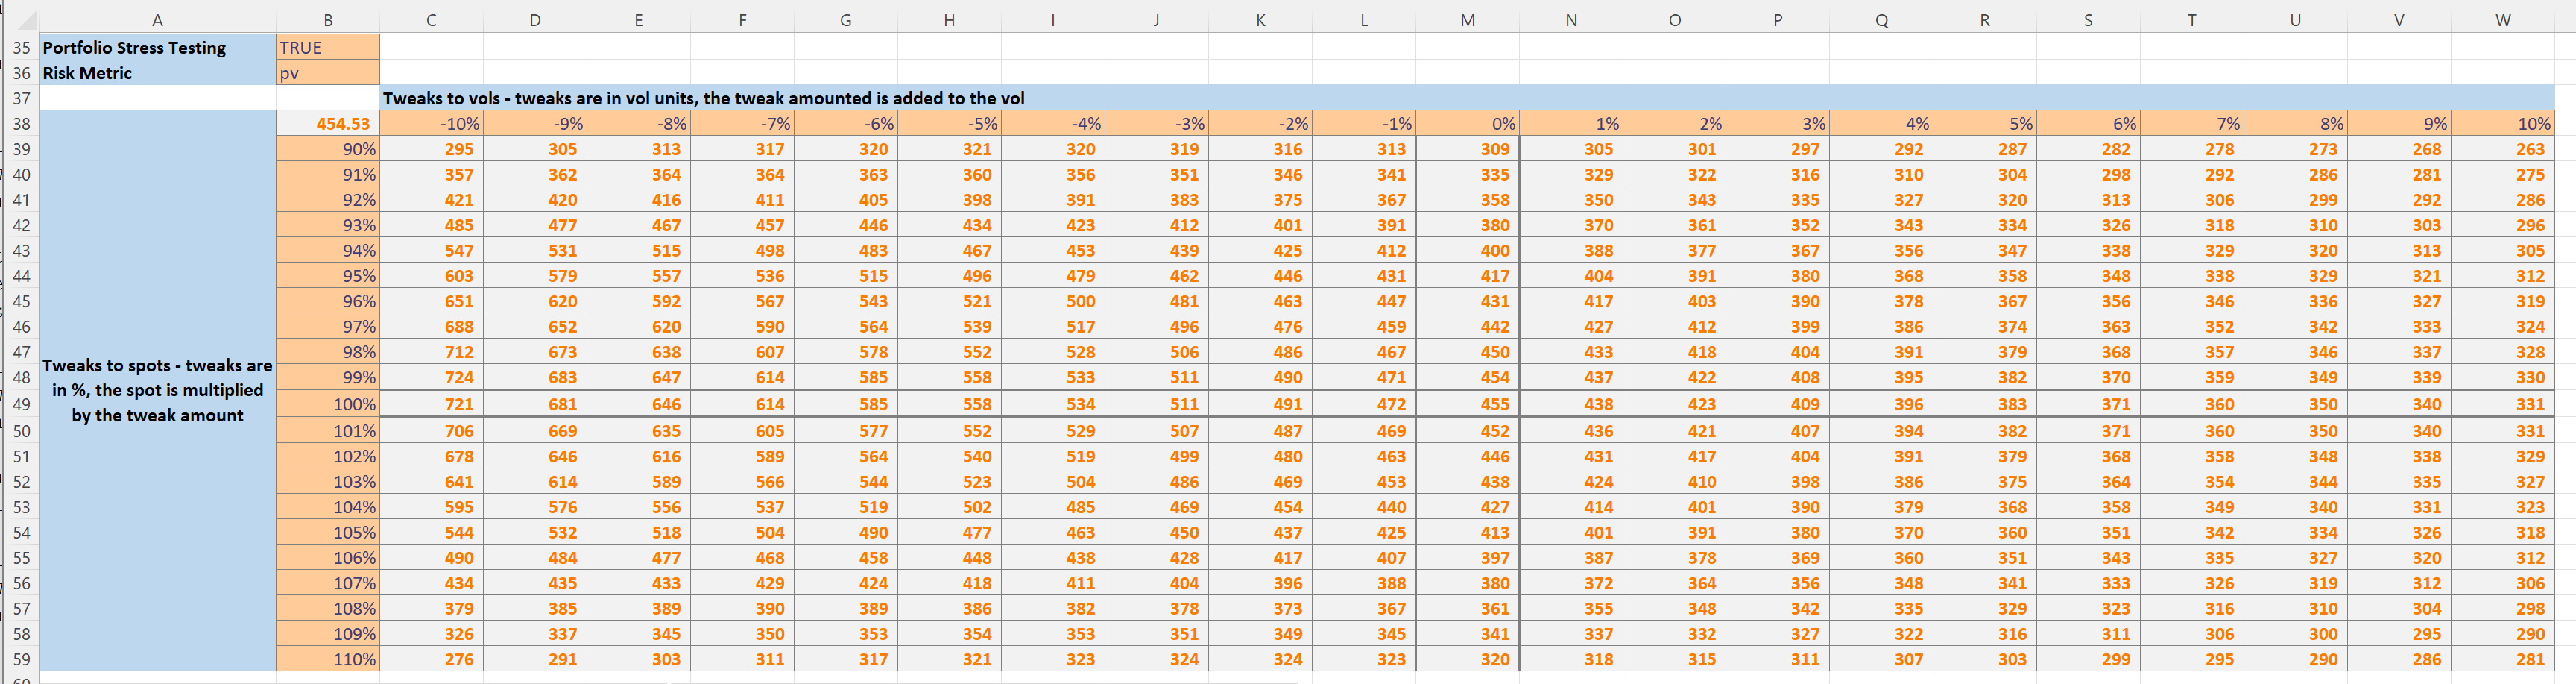 A B C D E F G H I J K L M N O P Q R S T U V W
35 Portfolio Stress Testing TRUE
36 Risk Metric pv
37 Tweaks to vols - tweaks are in vol units, the tweak amounted is added to the vol
38 454.53 -10% -9% -8% -7% -6% -5% -4% -3% -2% -1% 0% 1% 2% 3% 4% 5% 6% 7% 8% 9% 10%
39 90% 295 305 313 317 320 321 320 319 316 313 309 305 301 297 292 287 282 278 273 268 263
40 91% 357 362 364 364 363 360 356 351 346 341 335 329 322 316 310 304 298 292 286 281 275
41 92% 421 420 416 411 405 398 391 383 375 367 358 350 343 335 327 320 313 306 299 292 286
42 93% 485 477 467 457 446 434 423 412 401 391 380 370 361 352 343 334 326 318 310 303 296
43 94% 547 531 515 498 483 467 453 439 425 412 400 388 377 367 356 347 338 329 320 313 305
44 95% 603 579 557 536 515 496 479 462 446 431 417 404 391 380 368 358 348 338 329 321 312
45 96% 651 620 592 567 543 521 500 481 463 447 431 417 403 390 378 367 356 346 336 327 319
46 97% 688 652 620 590 564 539 517 496 476 459 442 427 412 399 386 374 363 352 342 333 324
47 98% 712 673 638 607 578 552 528 506 486 467 450 433 418 404 391 379 368 357 346 337 328
Tweaks to spots - tweaks are
48 99% 724 683 647 614 585 558 533 511 490 471 454 437 422 408 395 382 370 359 349 339 330
in %, the spot is multiplied
49 100% 721 681 646 614 585 558 534 511 491 472 455 438 423 409 396 383 371 360 350 340 331
by the tweak amount
50 101% 706 669 635 605 577 552 529 507 487 469 452 436 421 407 394 382 371 360 350 340 331
51 102% 678 646 616 589 564 540 519 499 480 463 446 431 417 404 391 379 368 358 348 338 329
52 103% 641 614 589 566 544 523 504 486 469 453 438 424 410 398 386 375 364 354 344 335 327
53 104% 595 576 556 537 519 502 485 469 454 440 427 414 401 390 379 368 358 349 340 331 323
54 105% 544 532 518 504 490 477 463 450 437 425 413 401 391 380 370 360 351 342 334 326 318
55 106% 490 484 477 468 458 448 438 428 417 407 397 387 378 369 360 351 343 335 327 320 312
56 107% 434 435 433 429 424 418 411 404 396 388 380 372 364 356 348 341 333 326 319 312 306
57 108% 379 385 389 390 389 386 382 378 373 367 361 355 348 342 335 329 323 316 310 304 298
58 109% 326 337 345 350 353 354 353 351 349 345 341 337 332 327 322 316 311 306 300 295 290
59 110% 276 291 303 311 317 321 323 324 324 323 320 318 315 311 307 303 299 295 290 286 281